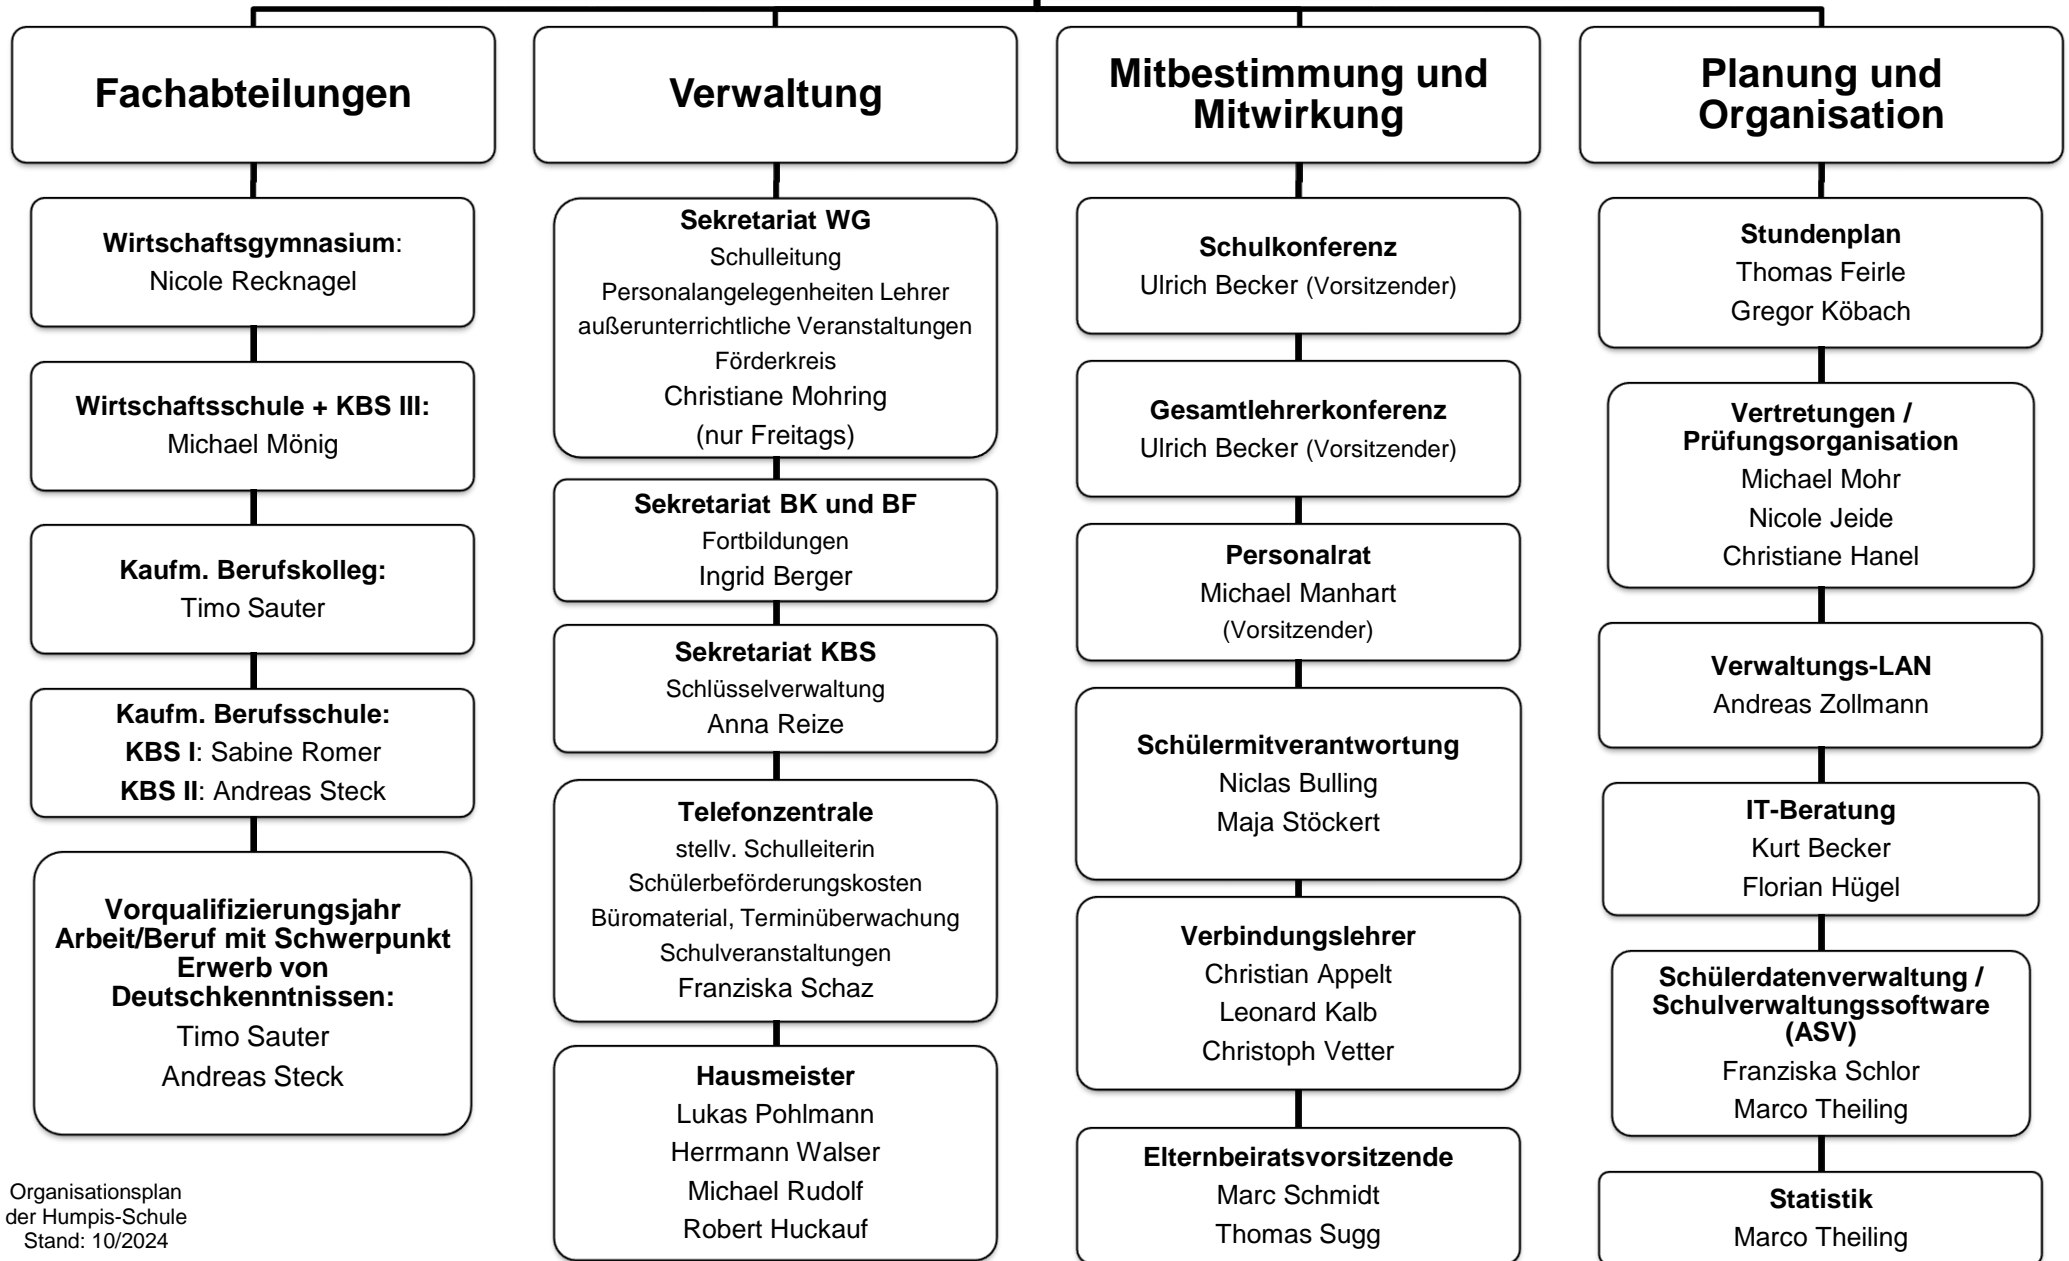 Fachabteilungen
Wirtschaftsgymnasium:
Nicole Recknagel
Wirtschaftsschule + KBS III:
Michael Mönig
Kaufm. Berufskolleg:
Timo Sauter
Kaufm. Berufsschule:
KBS I: Sabine Romer
KBS II: Andreas Steck
Vorqualifizierungsjahr
Arbeit/Beruf mit Schwerpunkt
Erwerb von
Deutschkenntnissen:
Timo Sauter
Andreas Steck
Verwaltung
Sekretariat WG
Schulleitung
Personalangelegenheiten Lehrer
außerunterrichtliche Veranstaltungen
Förderkreis
Christiane Mohring
(nur Freitags)
Sekretariat BK und BF
Fortbildungen
Ingrid Berger
Sekretariat KBS
Schlüsselverwaltung
Anna Reize
Telefonzentrale
stellv. Schulleiterin
Schülerbeförderungskosten
Büromaterial, Terminüberwachung
Schulveranstaltungen
Franziska Schaz
Hausmeister
Lukas Pohlmann
Herrmann Walser
Michael Rudolf
Robert Huckauf
Mitbestimmung und
Mitwirkung
Schulkonferenz
Ulrich Becker (Vorsitzender)
Gesamtlehrerkonferenz
Ulrich Becker (Vorsitzender)
Personalrat
Michael Manhart
(Vorsitzender)
Schülermitverantwortung
Niclas Bulling
Maja Stöckert
Verbindungslehrer
Christian Appelt
Leonard Kalb
Christoph Vetter
Elternbeiratsvorsitzende
Marc Schmidt
Thomas Sugg
Planung und
Organisation
Stundenplan
Thomas Feirle
Gregor Köbach
Vertretungen /
Prüfungsorganisation
Michael Mohr
Nicole Jeide
Christiane Hanel
Verwaltungs-LAN
Andreas Zollmann
IT-Beratung
Kurt Becker
Florian Hügel
Schülerdatenverwaltung /
Schulverwaltungssoftware
(ASV)
Franziska Schlor
Marco Theiling
Statistik
Marco Theiling
Organisationsplan
der Humpis-Schule
Stand: 10/2024